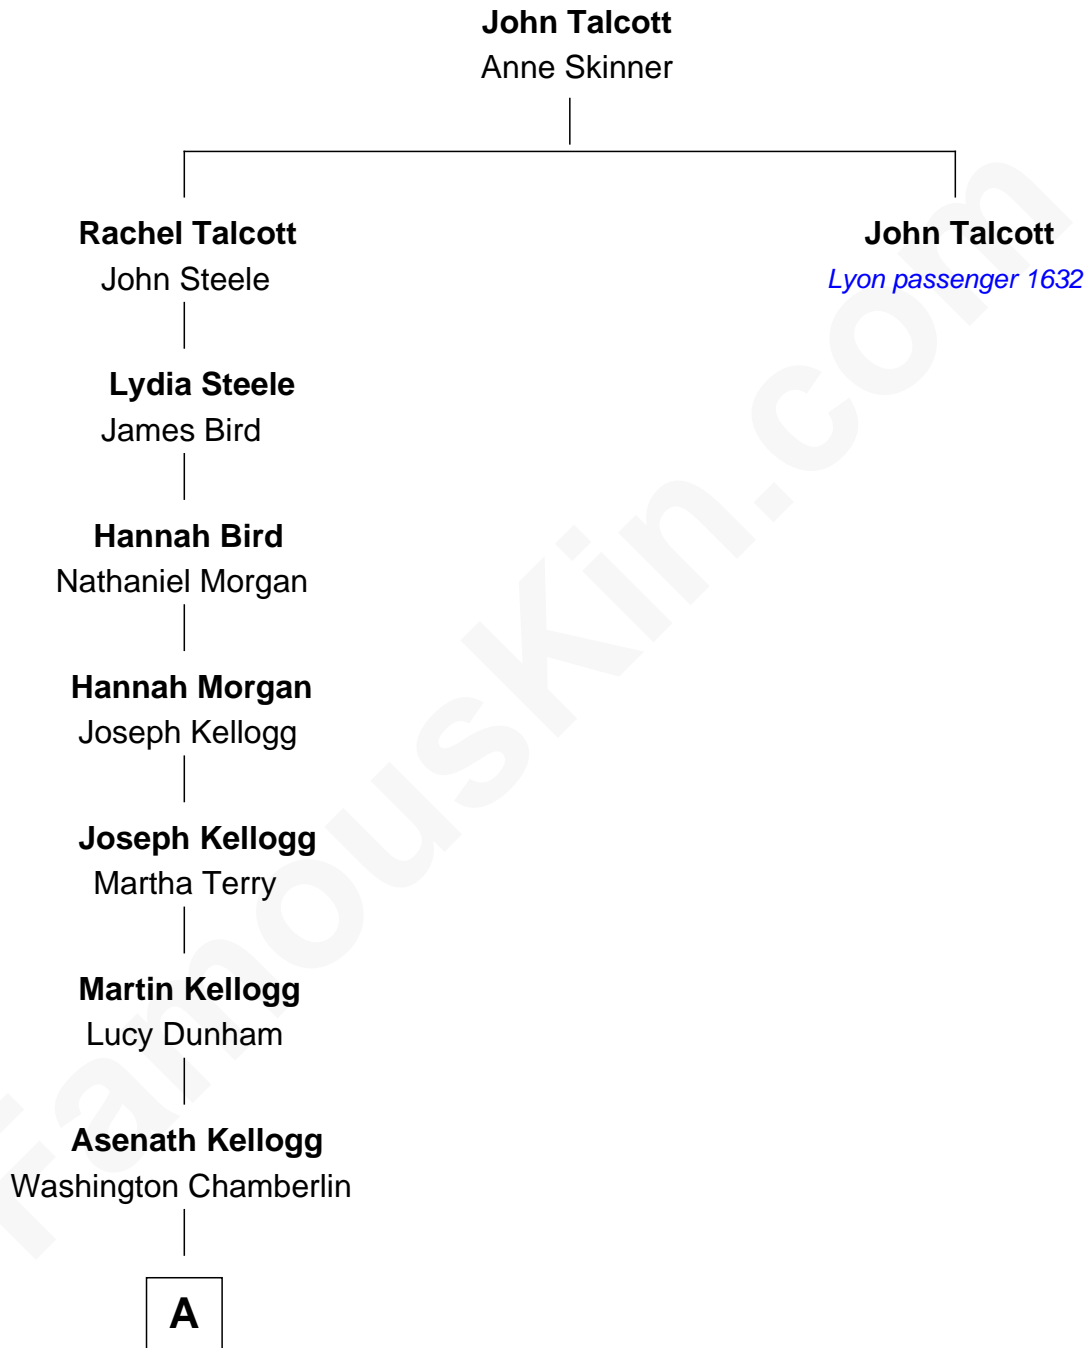 John Talcott
Anne Skinner
Rachel Talcott
John Steele
John Talcott
Lyon passenger 1632
Lydia Steele
James Bird
Hannah Bird
Nathaniel Morgan
Hannah Morgan
Joseph Kellogg
Joseph Kellogg
Martha Terry
Martin Kellogg
Lucy Dunham
Asenath Kellogg
Washington Chamberlin
A
famouskin.com